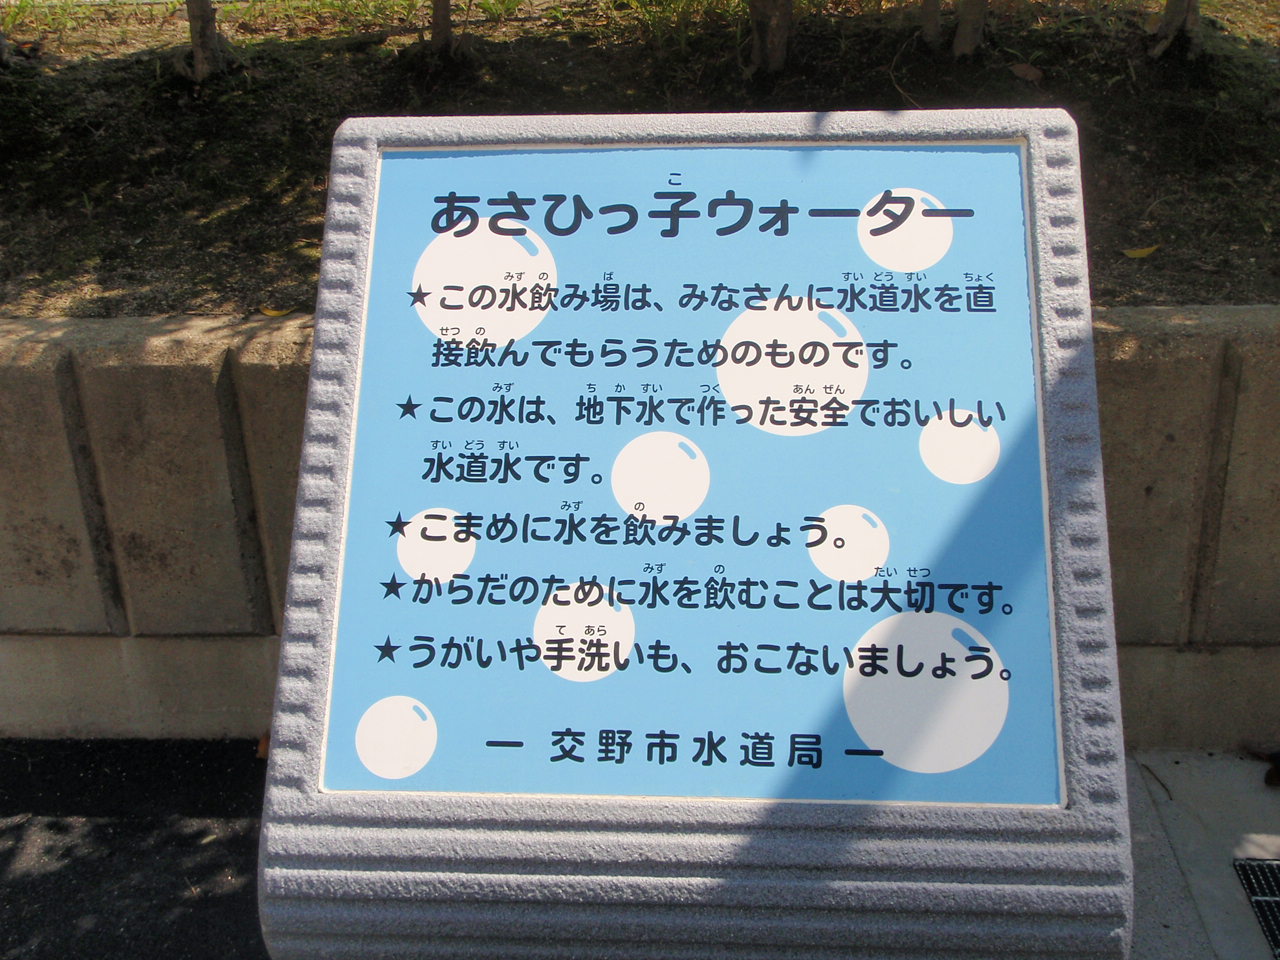 あさひっ子ウォーター
★この水飲み場は、みなさんに水道水を直
接飲んでもらうためのものです。
★この水は、地下水で作った安全でおいしい
水道水です。
★こまめに水を飲みましょう。
★からだのために水を飲むことは大切です。
★うがいや手洗いも、おこないましょう。
― 交野市水道局 ―